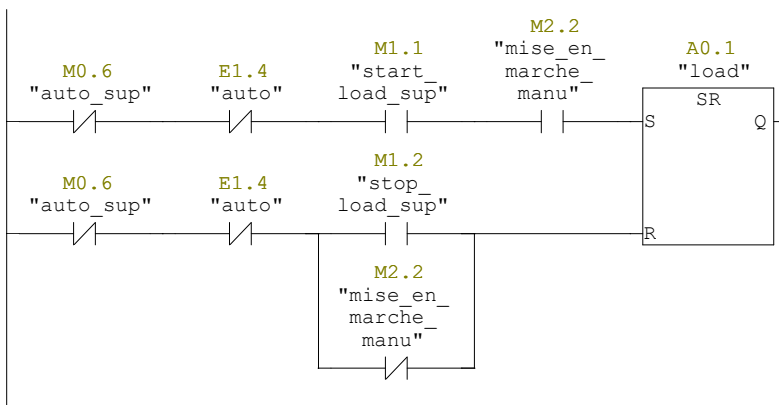 M2.2
M1.1 "mise_en_ A0.1
M0.6 E1.4 "start_ marche_ "load"
"auto_sup" "auto" load_sup" manu" SR
S Q
M0.6 E1.4 M1.2
"auto_sup" "auto" "stop_
load_sup"
R
M2.2
"mise_en_
marche_
manu"